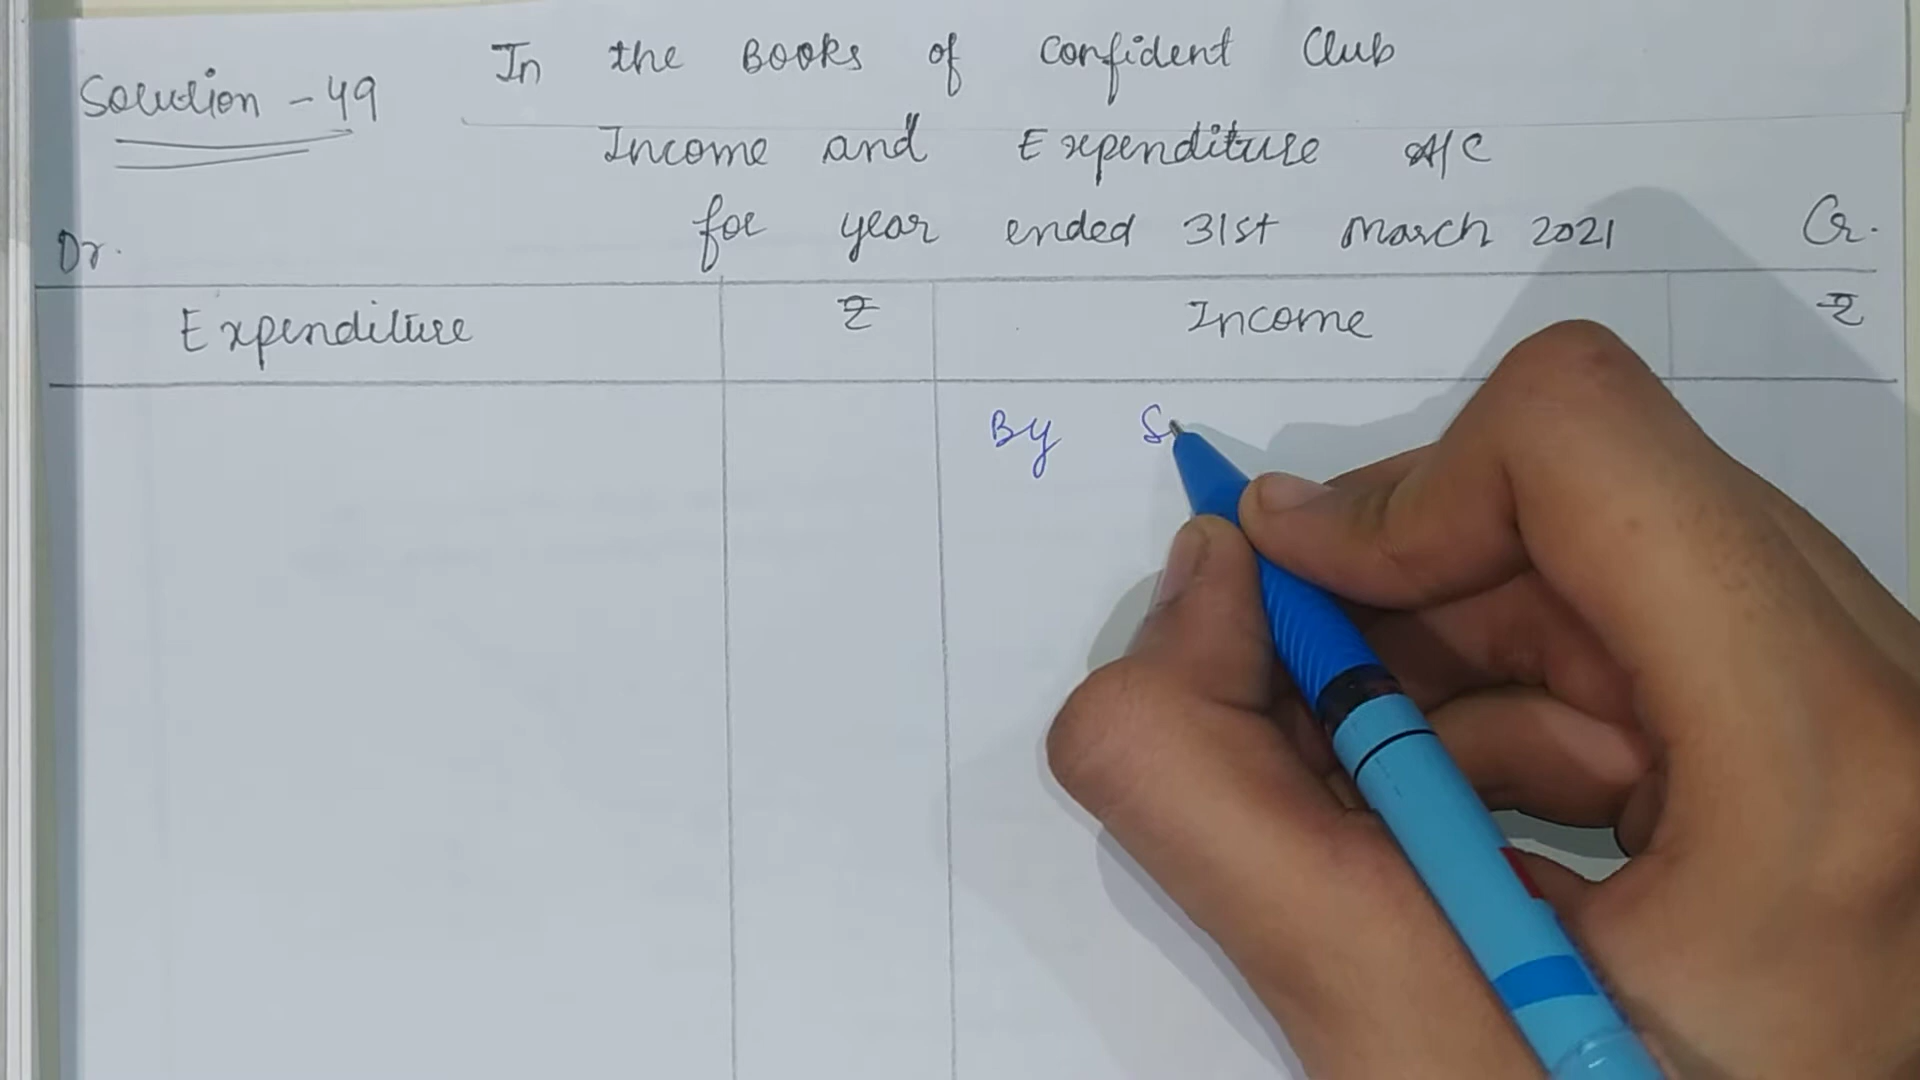 Solution - 49
In the Books of Confident Club
Income and Expenditure A/C
Dr. for year ended 31st March 2021 Cr.
Expenditure ₹ Income ₹
By S